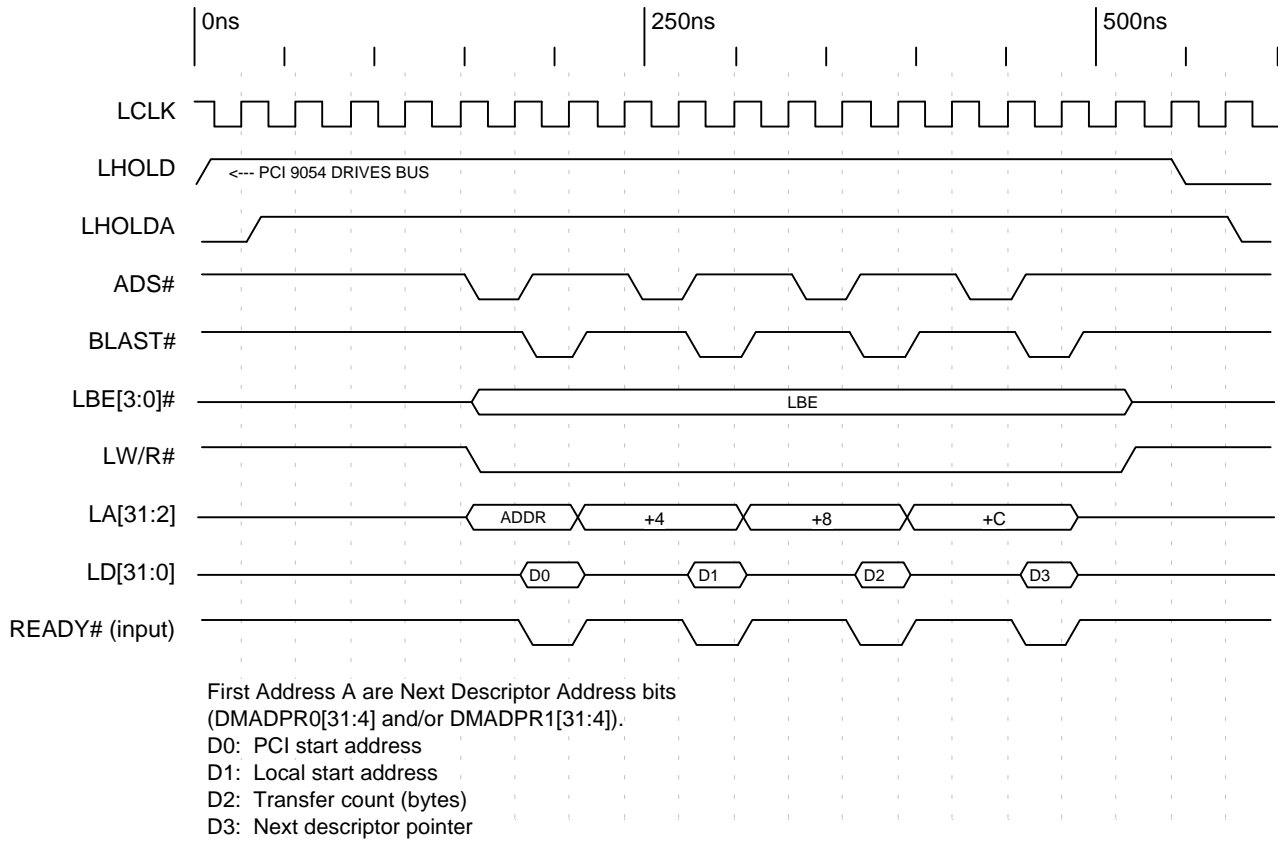 0ns 250ns 500ns
LCLK
LHOLD <--- PCI 9054 DRIVES BUS
LHOLDA
ADS#
BLAST#
LBE[3:0]# LBE
LW/R#
LA[31:2] ADDR +4 +8 +C
LD[31:0] D0 D1 D2 D3
READY# (input)
First Address A are Next Descriptor Address bits
(DMADPR0[31:4] and/or DMADPR1[31:4]).
D0: PCI start address
D1: Local start address
D2: Transfer count (bytes)
D3: Next descriptor pointer